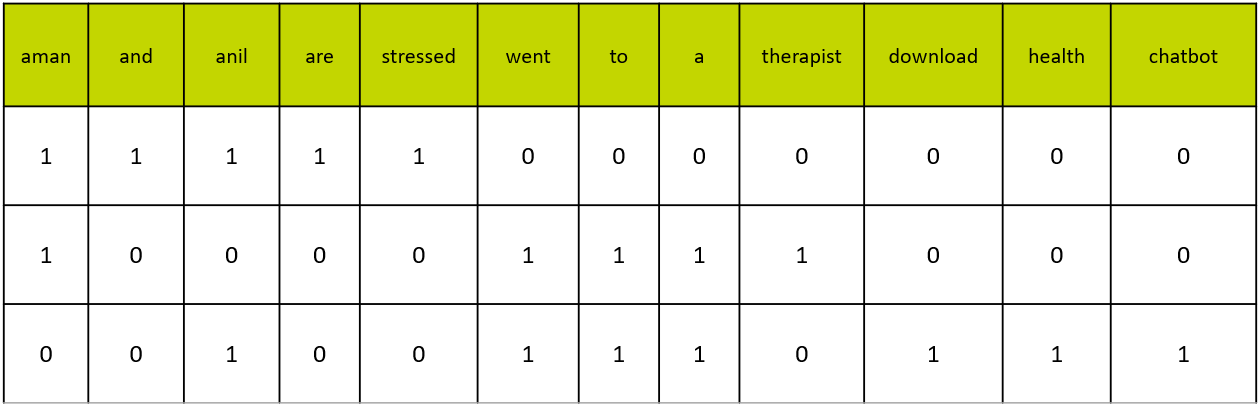 aman and anil are stressed went to a therapist download health chatbot
1 1 1 1 1 0 0 0 0 0 0 0
1 0 0 0 0 1 1 1 1 0 0 0
0 0 1 0 0 1 1 1 0 1 1 1